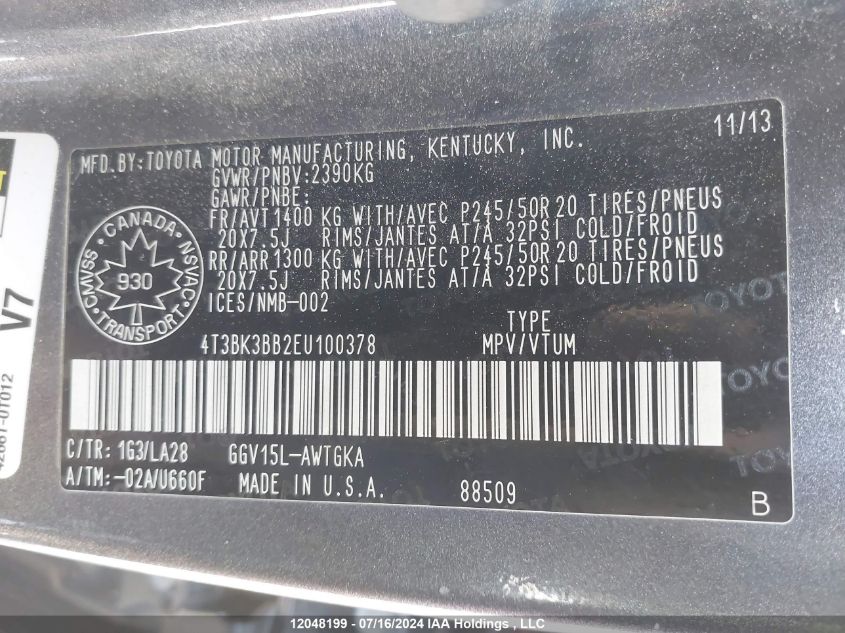 11/13
MFD.BY:TOYOTA MOTOR MANUFACTURING, KENTUCKY, INC.
GVWR/PNBV:2390KG
GAWR/PNBE:
FR/AVT1400 KG WITH/AVEC P245/50R20 TIRES/PNEUS
20X7.5J RIMS/JANTES AT/A 32PSI COLD/FROID
RR/ARR1300 KG WITH/AVEC P245/50R20 TIRES/PNEUS
20X7.5J RIMS/JANTES AT/A 32PSI COLD/FROID
ICES/NMB-002
CANADA
CMVSS NSVAC
930
TRANSPORT
TYPE
4T3BK3BB2EU100378 MPV/VTUM
C/TR: 1G3/LA28 GGV15L-AWTGKA
A/TM:-02A/U660F MADE IN U.S.A. 88509
B
V7
42661-0T012
TOYOTA
12048199 - 07/16/2024 IAA Holdings , LLC